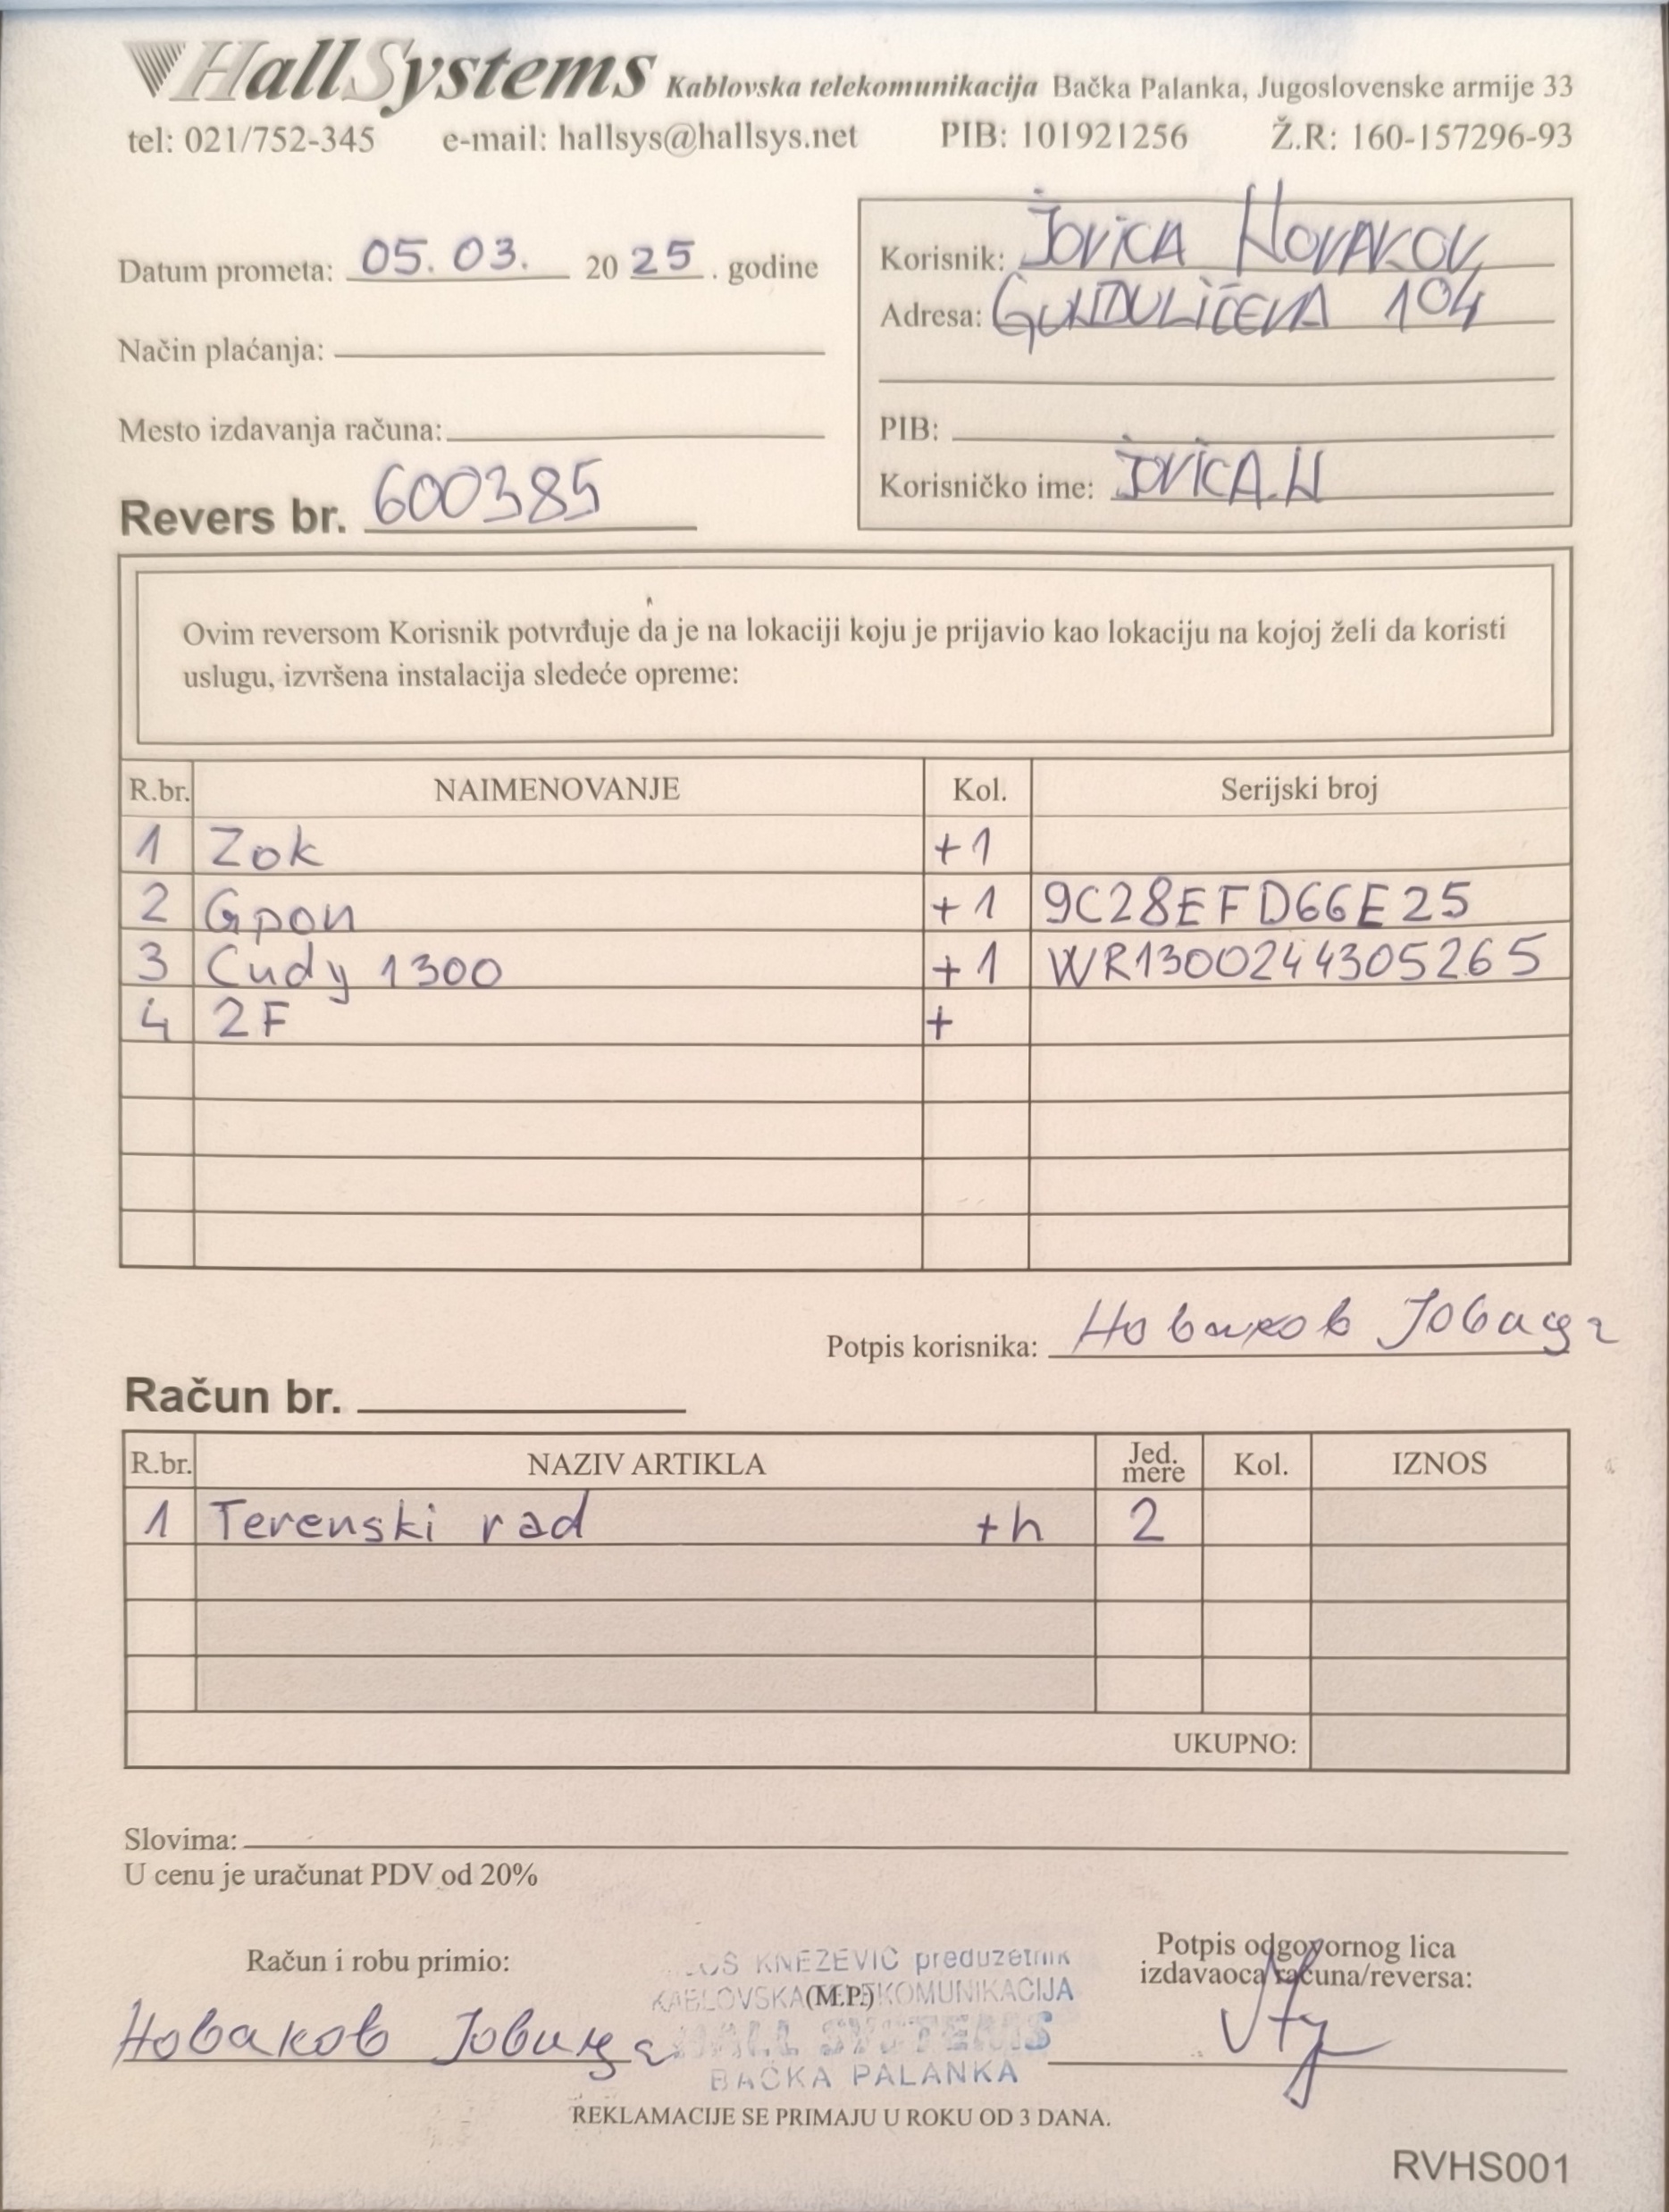 HallSystems Kablovska telekomunikacija Bačka Palanka, Jugoslovenske armije 33
tel: 021/752-345 e-mail: hallsys@hallsys.net PIB: 101921256 Ž.R: 160-157296-93
Datum prometa: 05. 03. 2025. godine
Način plaćanja:
Mesto izdavanja računa:
Revers br. 600385
Korisnik: JOVICA NOVAKOV
Adresa: GUNDULIČEVA 104
PIB:
Korisničko ime: JOVICA.N
Ovim reversom Korisnik potvrđuje da je na lokaciji koju je prijavio kao lokaciju na kojoj želi da koristi
uslugu, izvršena instalacija sledeće opreme:
R.br. NAIMENOVANJE Kol. Serijski broj
1 Zok +1
2 Gpon +1 9C28EFD66E25
3 Cudy 1300 +1 WR1300244305265
4 2F +
Potpis korisnika: Новаков Јовица
Račun br.
R.br. NAZIV ARTIKLA Jed. mere Kol. IZNOS
1 Terenski rad +h 2
UKUPNO:
Slovima:
U cenu je uračunat PDV od 20%
Račun i robu primio:
Новаков Јовица
KNEZEVIC preduzetnik
KABLOVSKA TELEKOMUNIKACIJA
(M.P.)
HALL SYSTEMS
BAČKA PALANKA
Potpis odgovornog lica
izdavaoca računa/reversa:
REKLAMACIJE SE PRIMAJU U ROKU OD 3 DANA.
RVHS001